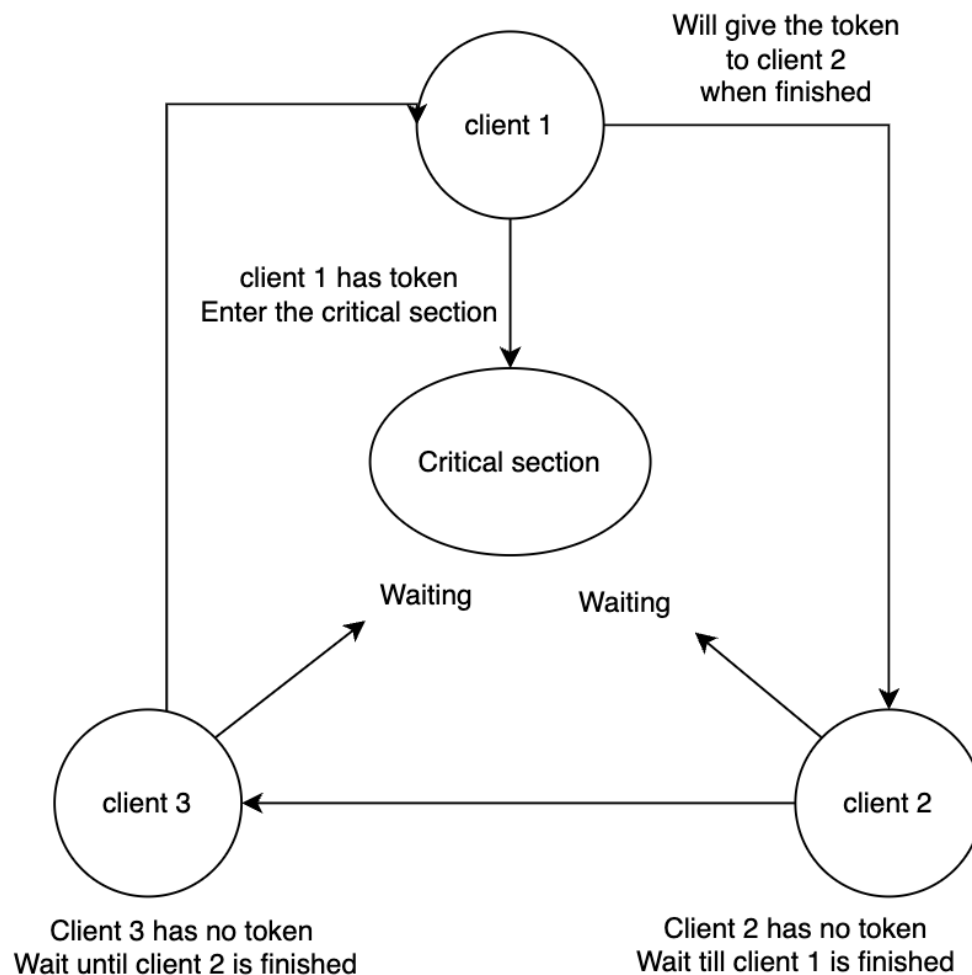 Will give the token
to client 2
when finished
client 1
client 1 has token
Enter the critical section
Critical section
Waiting
Waiting
client 3
client 2
Client 3 has no token
Wait until client 2 is finished
Client 2 has no token
Wait till client 1 is finished